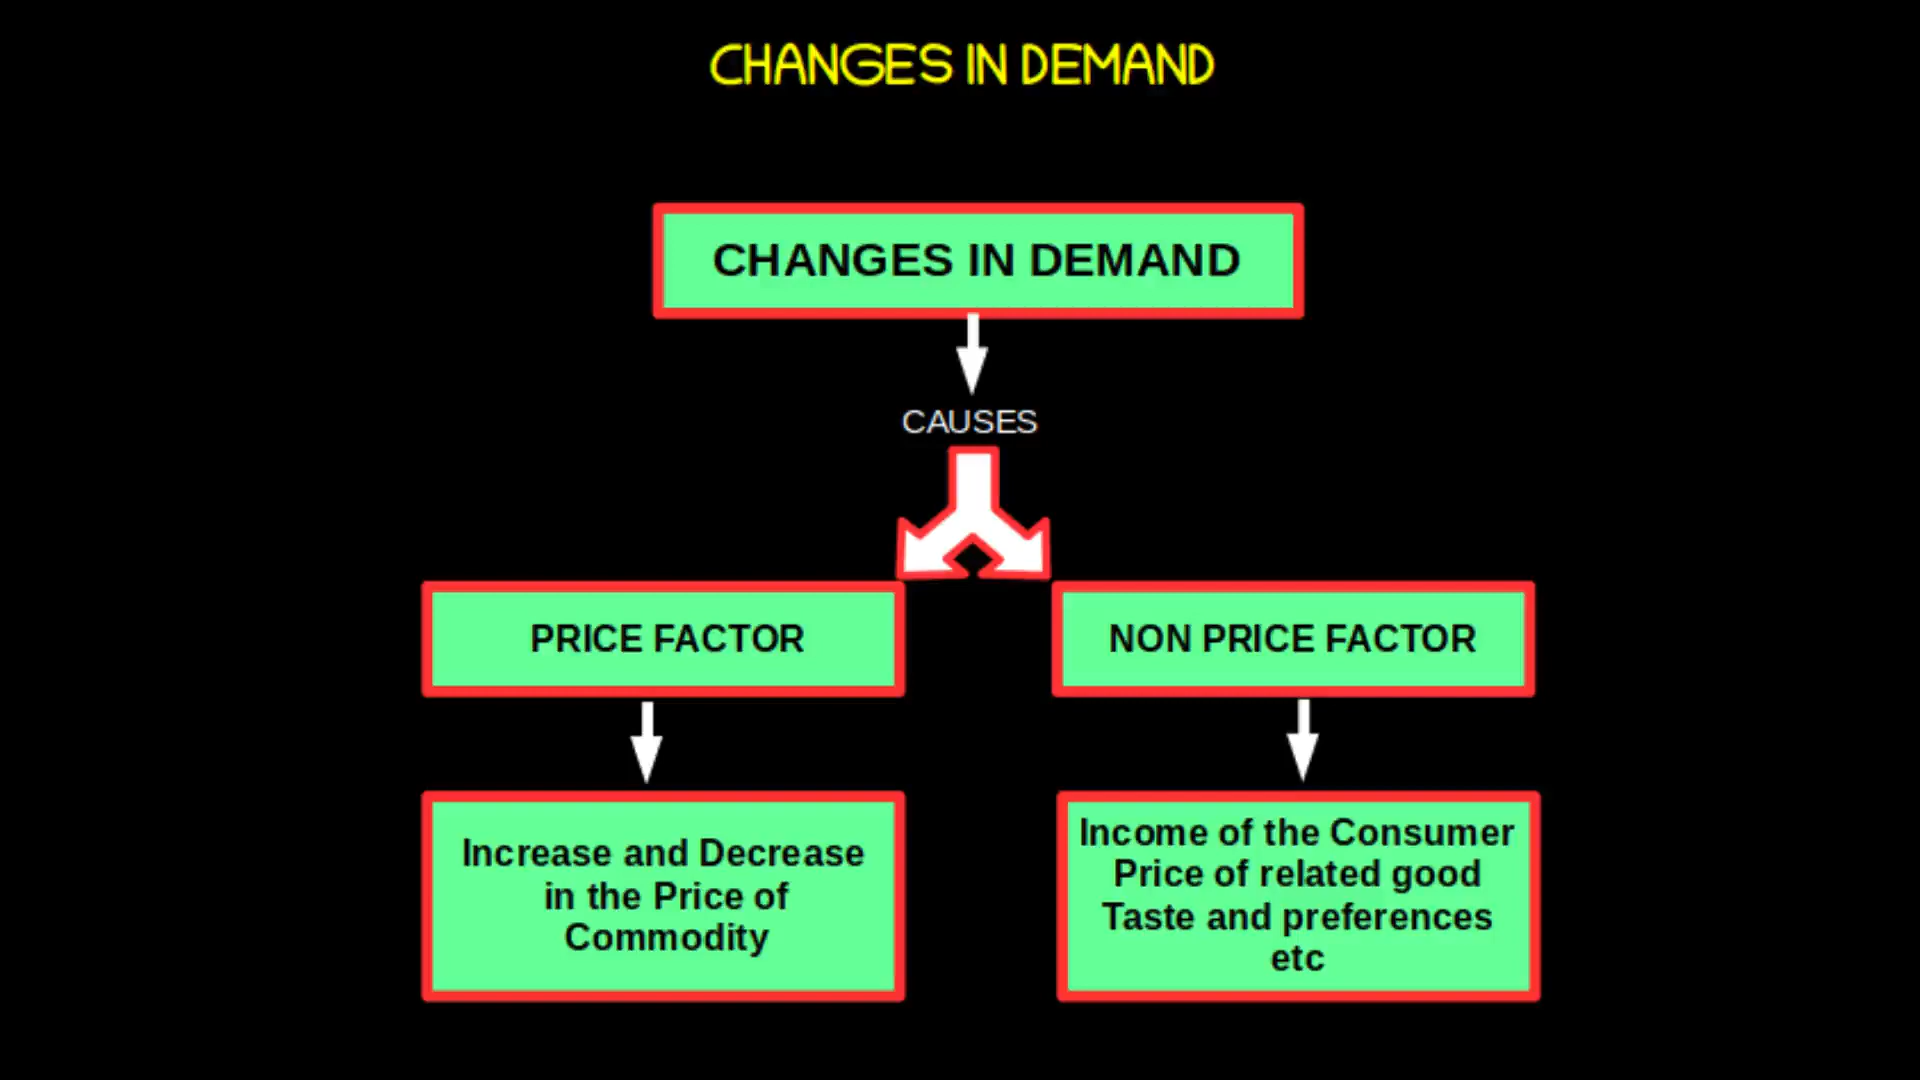 CHANGES IN DEMAND
CHANGES IN DEMAND
CAUSES
PRICE FACTOR
NON PRICE FACTOR
Increase and Decrease
in the Price of
Commodity
Income of the Consumer
Price of related good
Taste and preferences
etc